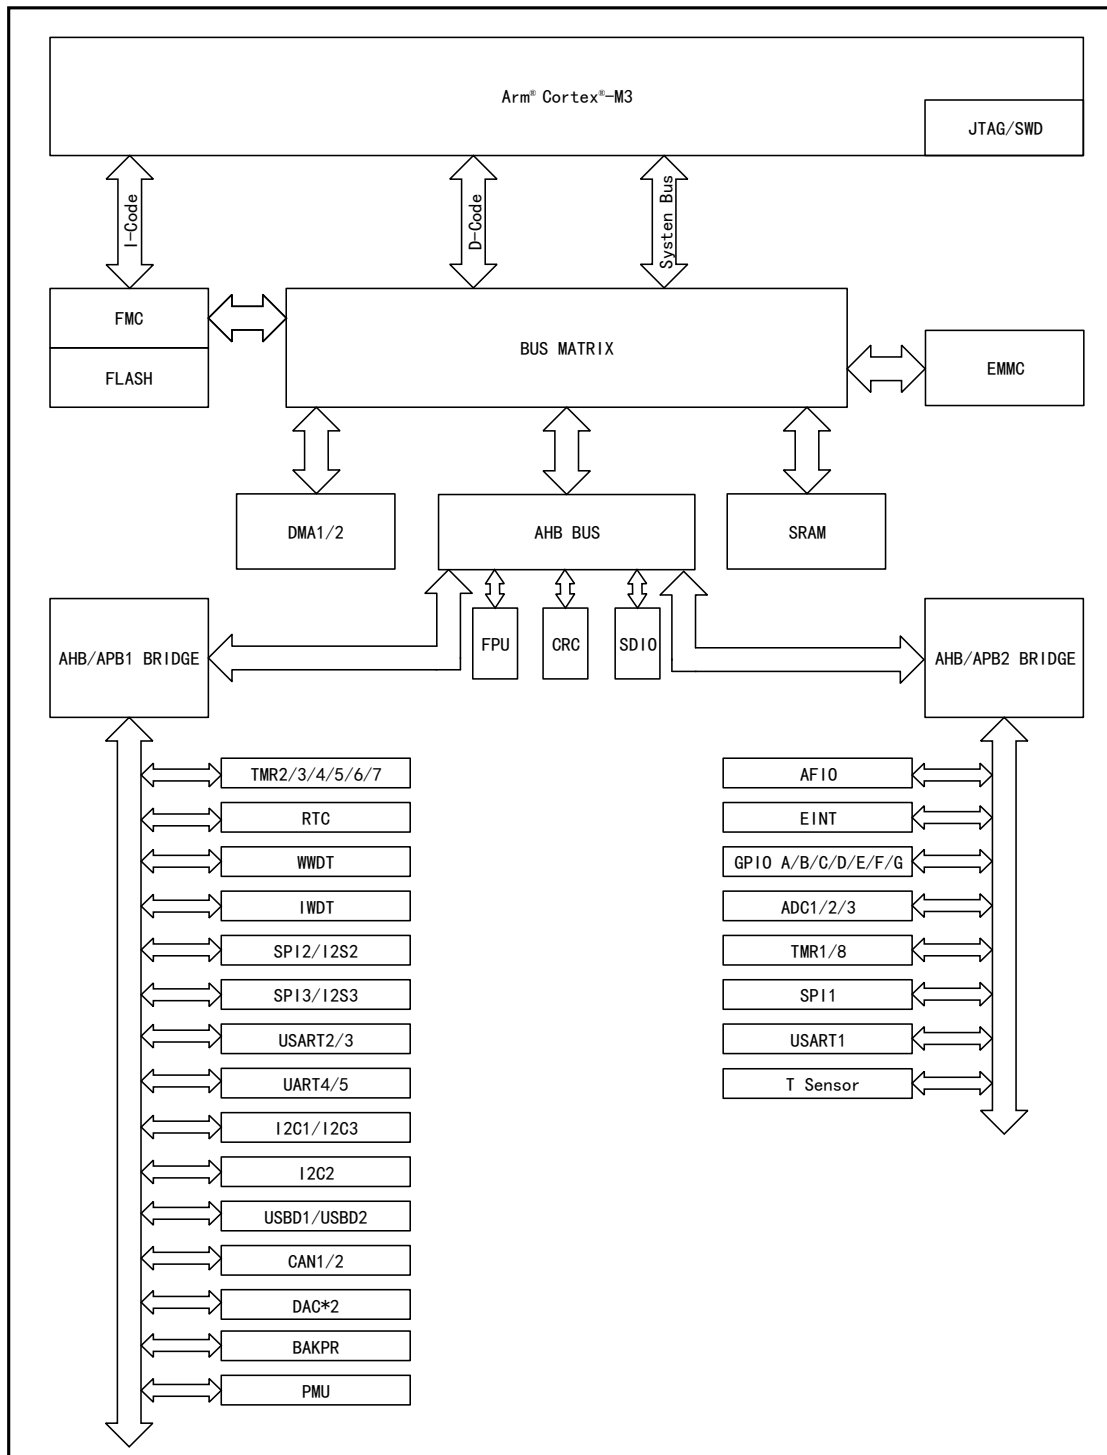 Arm® Cortex®-M3
JTAG/SWD
I-Code
D-Code
Systen Bus
FMC
FLASH
BUS MATRIX
EMMC
DMA1/2
AHB BUS
SRAM
FPU
CRC
SDIO
AHB/APB1 BRIDGE
AHB/APB2 BRIDGE
TMR2/3/4/5/6/7
RTC
WWDT
IWDT
SPI2/I2S2
SPI3/I2S3
USART2/3
UART4/5
I2C1/I2C3
I2C2
USBD1/USBD2
CAN1/2
DAC*2
BAKPR
PMU
AFIO
EINT
GPIO A/B/C/D/E/F/G
ADC1/2/3
TMR1/8
SPI1
USART1
T Sensor